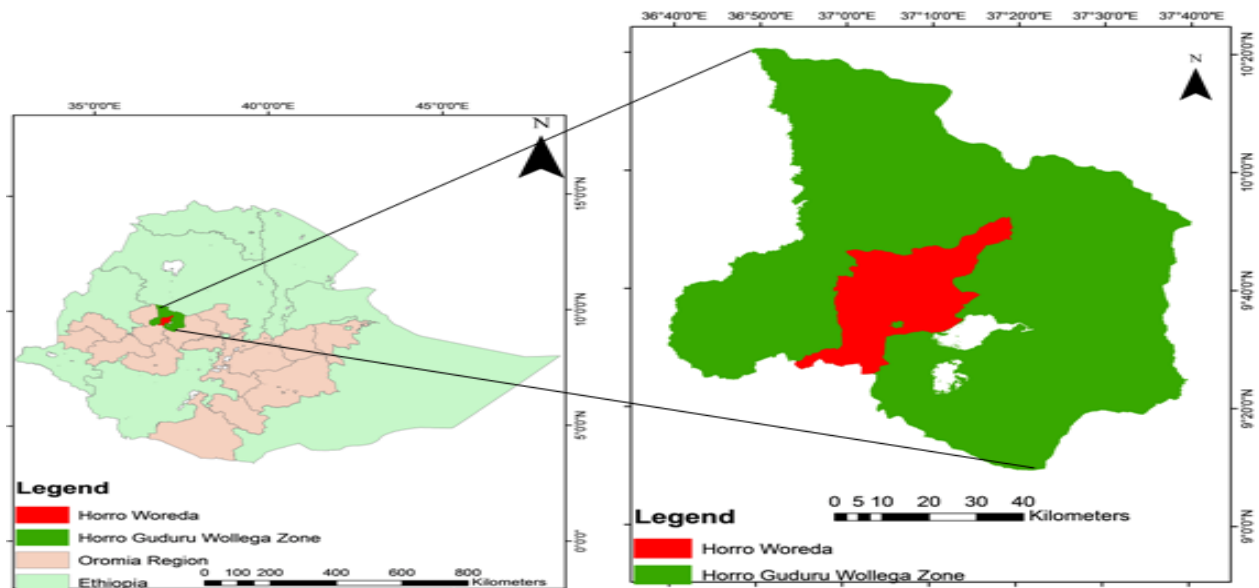 36°40'0"E 36°50'0"E 37°0'0"E 37°10'0"E 37°20'0"E 37°30'0"E 37°40'0"E
10°20'0"N
10°0'0"N
9°40'0"N
9°20'0"N
9°0'0"N
N
35°0'0"E 40°0'0"E 45°0'0"E
15°0'0"N
10°0'0"N
5°0'0"N
0°0'0"
N
Legend
Horro Woreda
Horro Guduru Wollega Zone
Oromia Region
Ethiopia
0 100 200 400 600 800
Kilometers
0 5 10 20 30 40
Kilometers
Legend
Horro Woreda
Horro Guduru Wollega Zone